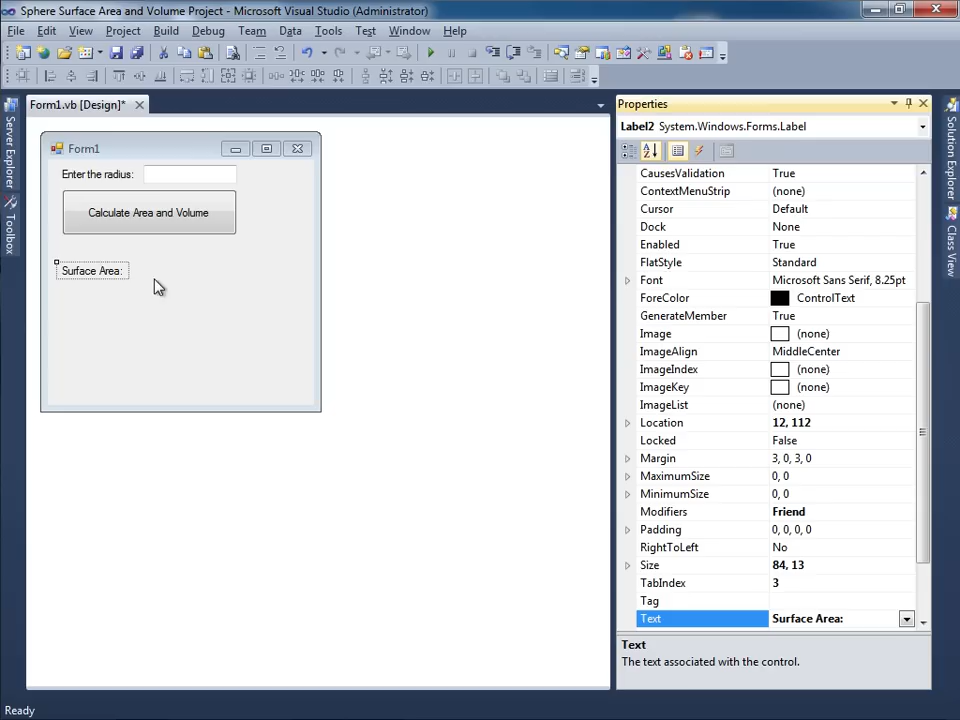 Sphere Surface Area and Volume Project - Microsoft Visual Studio (Administrator)
File Edit View Project Build Debug Team Data Tools Test Window Help
Form1.vb [Design]*
Server Explorer
Toolbox
Form1
Enter the radius:
Calculate Area and Volume
Surface Area:
Properties
Label2 System.Windows.Forms.Label
CausesValidation True
ContextMenuStrip (none)
Cursor Default
Dock None
Enabled True
FlatStyle Standard
Font Microsoft Sans Serif, 8.25pt
ForeColor ControlText
GenerateMember True
Image (none)
ImageAlign MiddleCenter
ImageIndex (none)
ImageKey (none)
ImageList (none)
Location 12, 112
Locked False
Margin 3, 0, 3, 0
MaximumSize 0, 0
MinimumSize 0, 0
Modifiers Friend
Padding 0, 0, 0, 0
RightToLeft No
Size 84, 13
TabIndex 3
Tag
Text Surface Area:
Text
The text associated with the control.
Solution Explorer
Class View
Ready